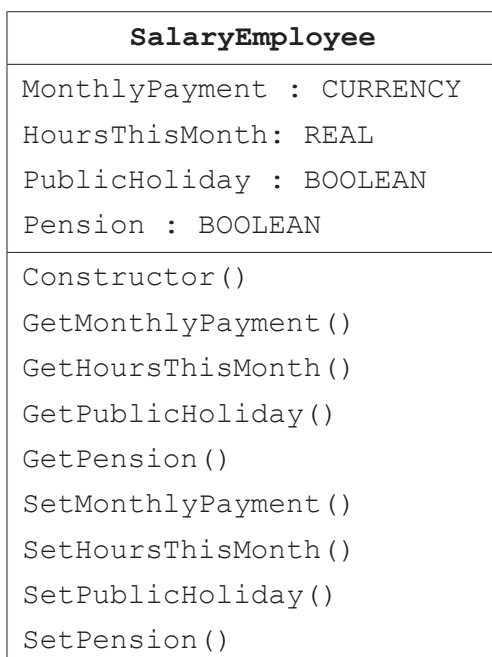 SalaryEmployee
MonthlyPayment : CURRENCY
HoursThisMonth: REAL
PublicHoliday : BOOLEAN
Pension : BOOLEAN
Constructor()
GetMonthlyPayment()
GetHoursThisMonth()
GetPublicHoliday()
GetPension()
SetMonthlyPayment()
SetHoursThisMonth()
SetPublicHoliday()
SetPension()